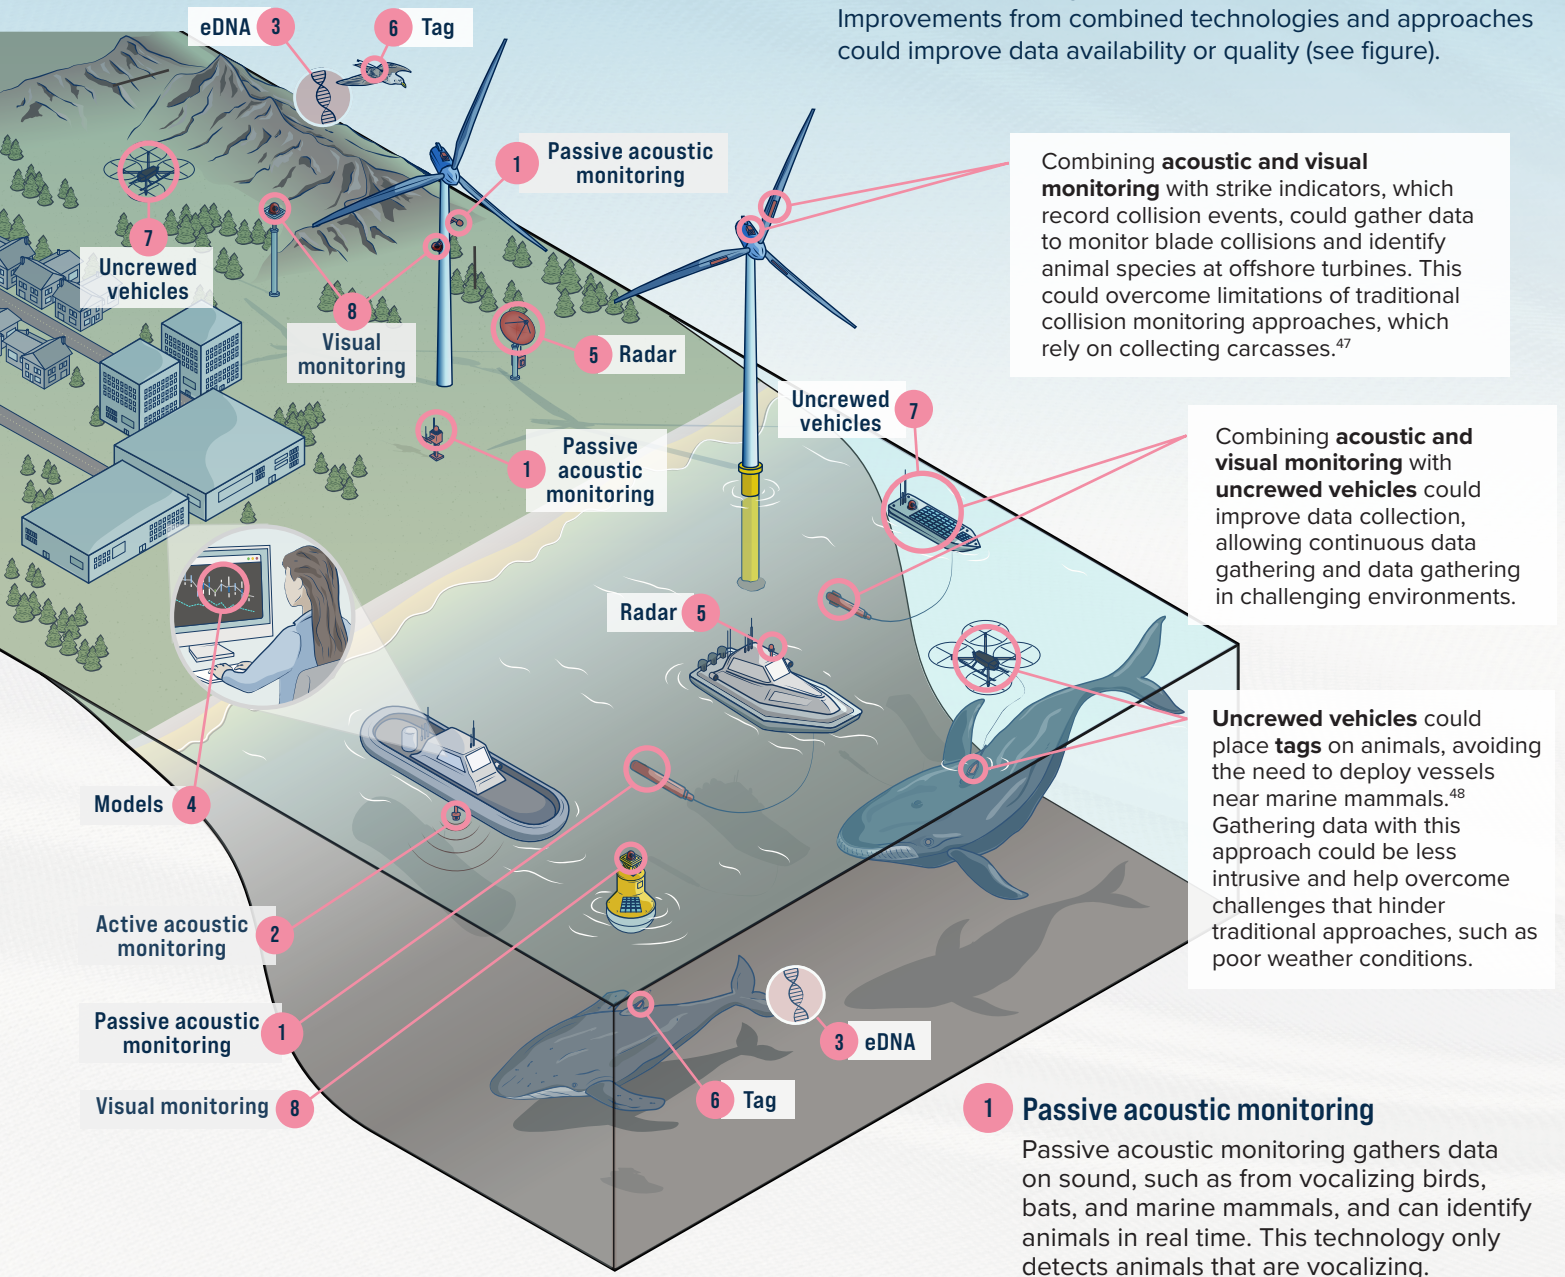 Improvements from combined technologies and approaches
could improve data availability or quality (see figure).
eDNA 3
6 Tag
1 Passive acoustic
monitoring
7
Uncrewed
vehicles
8
Visual
monitoring
5 Radar
1 Passive
acoustic
monitoring
Combining acoustic and visual
monitoring with strike indicators, which
record collision events, could gather data
to monitor blade collisions and identify
animal species at offshore turbines. This
could overcome limitations of traditional
collision monitoring approaches, which
rely on collecting carcasses.47
Uncrewed
vehicles 7
Combining acoustic and
visual monitoring with
uncrewed vehicles could
improve data collection,
allowing continuous data
gathering and data gathering
in challenging environments.
Radar 5
Uncrewed vehicles could
place tags on animals, avoiding
the need to deploy vessels
near marine mammals.48
Gathering data with this
approach could be less
intrusive and help overcome
challenges that hinder
traditional approaches, such as
poor weather conditions.
Models 4
Active acoustic
monitoring 2
Passive acoustic
monitoring 1
Visual monitoring 8
3 eDNA
6 Tag
1 Passive acoustic monitoring
Passive acoustic monitoring gathers data
on sound, such as from vocalizing birds,
bats, and marine mammals, and can identify
animals in real time. This technology only
detects animals that are vocalizing.